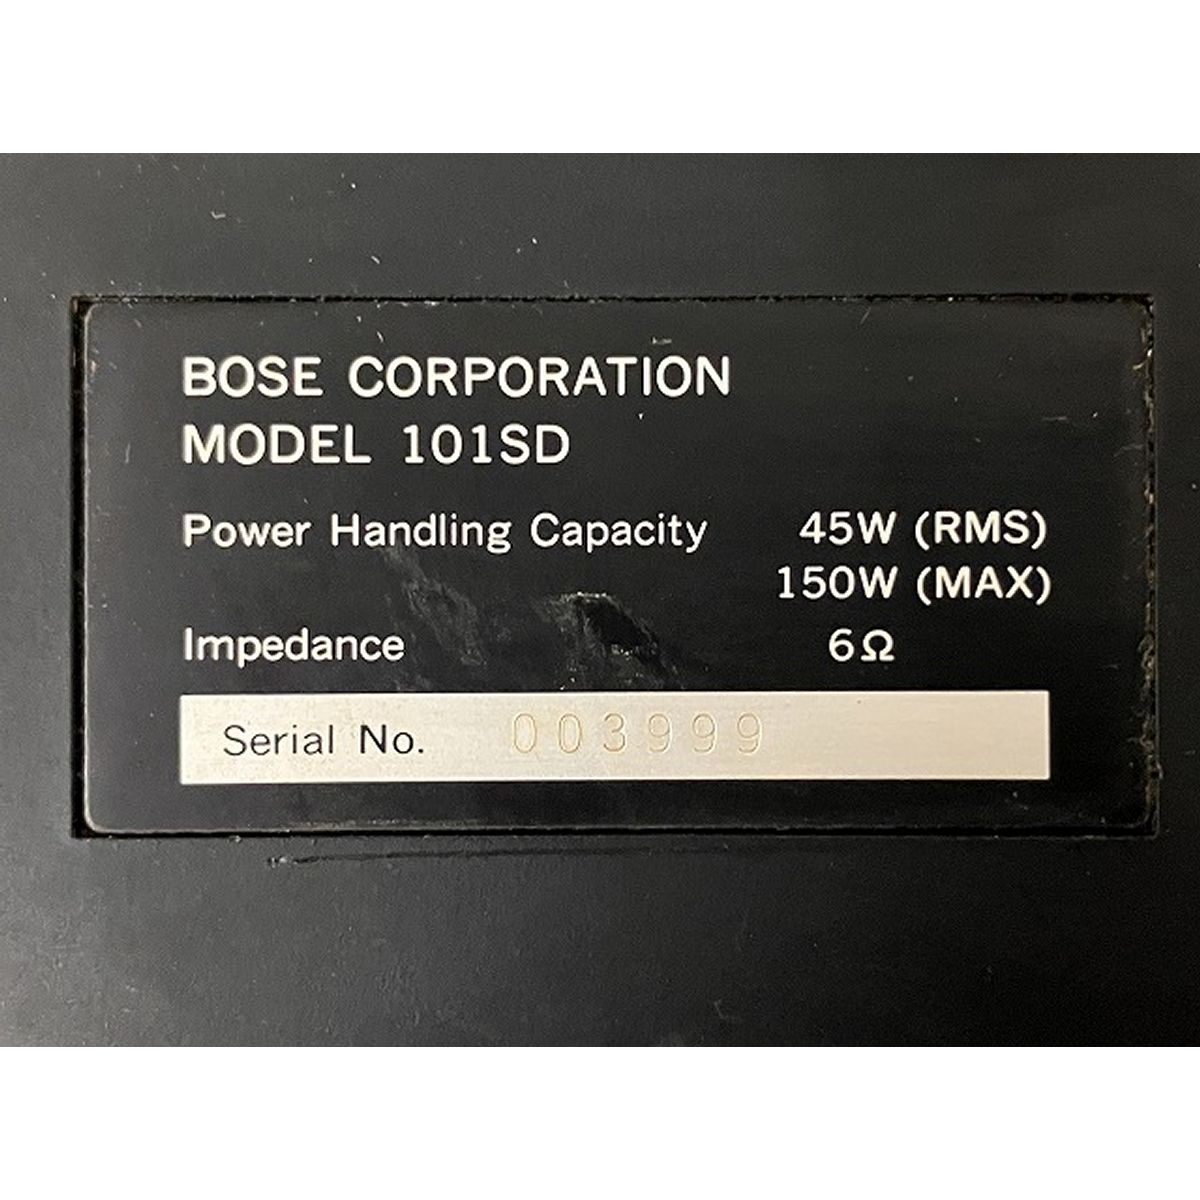 BOSE CORPORATION
MODEL 101SD
Power Handling Capacity 45W (RMS)
150W (MAX)
Impedance 6Ω
Serial No. 003999